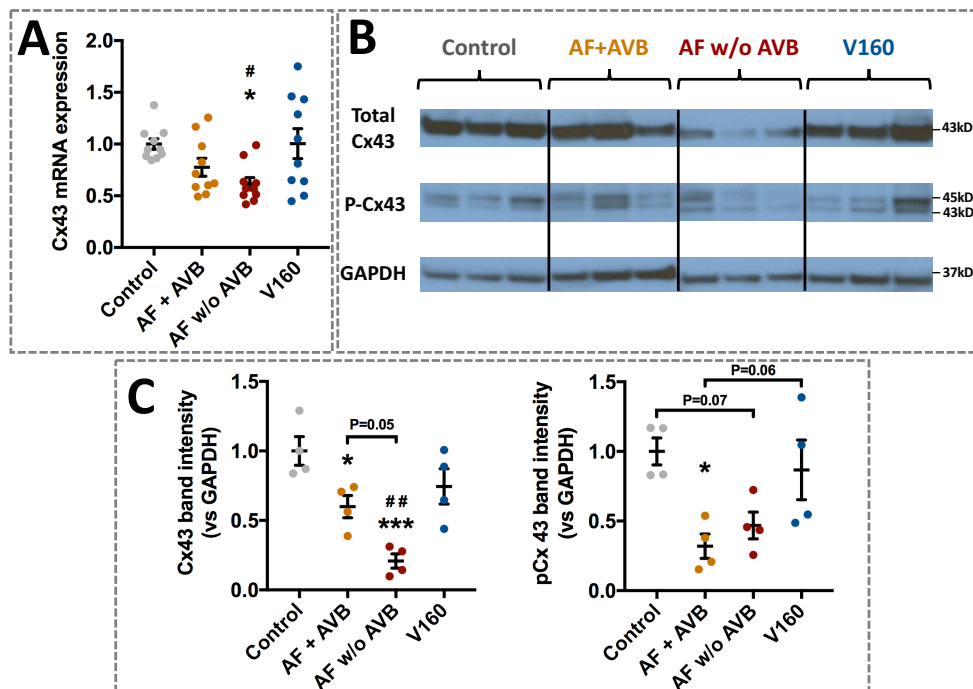 A
Cx43 mRNA expression
2.0
1.5
1.0
0.5
0.0
#
*
Control
AF + AVB
AF w/o AVB
V160
B
Control
AF+AVB
AF w/o AVB
V160
Total
Cx43
43kD
P-Cx43
45kD
43kD
GAPDH
37kD
C
Cx43 band intensity
(vs GAPDH)
1.5
1.0
0.5
0.0
P=0.05
*
##
***
Control
AF + AVB
AF w/o AVB
V160
pCx 43 band intensity
(vs GAPDH)
1.5
1.0
0.5
0.0
P=0.06
P=0.07
*
Control
AF + AVB
AF w/o AVB
V160